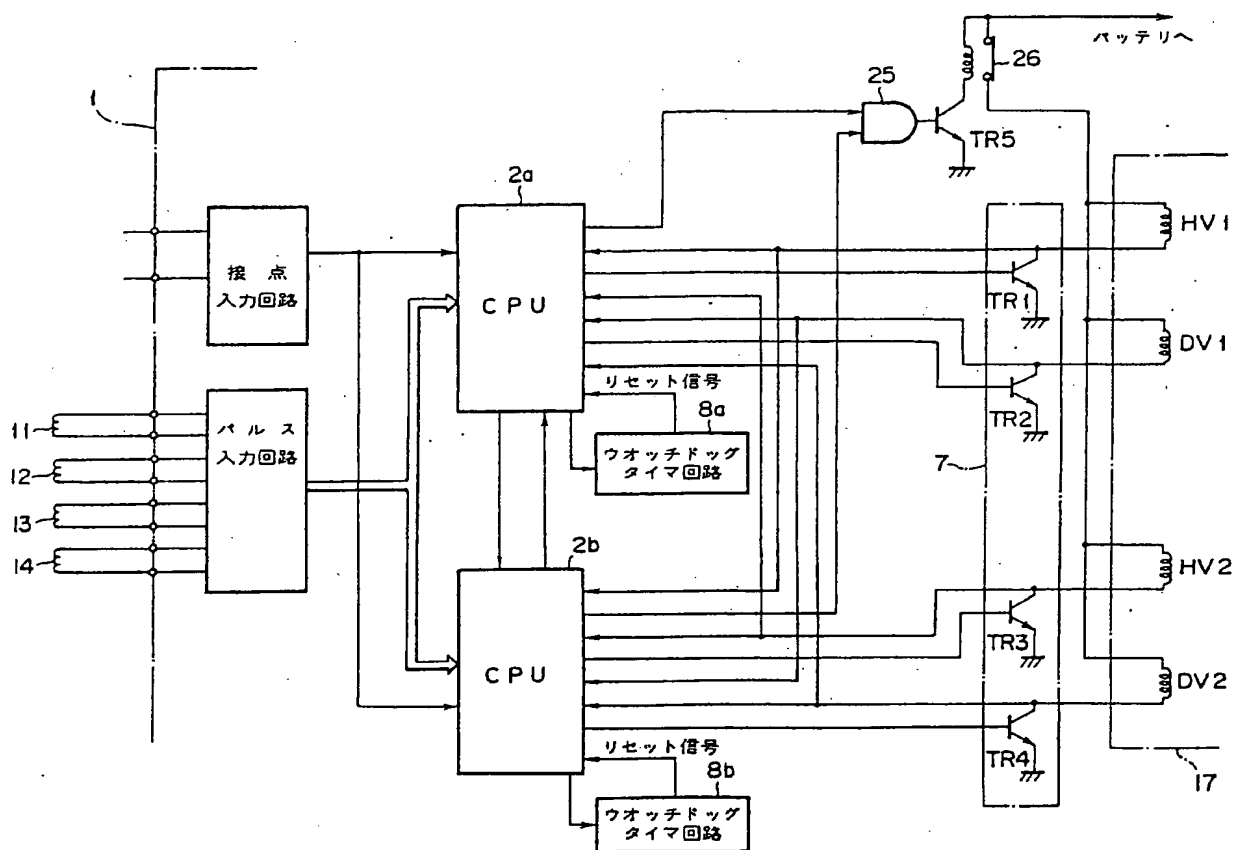 バッテリへ
26
25
TR5
1
2a
接点
入力回路
CPU
HV1
TR1
DV1
リセット信号
8a
TR2
パルス
入力回路
11
12
13
14
ウオッチドッグ
タイマ回路
7
2b
HV2
CPU
TR3
DV2
リセット信号
8b
TR4
17
ウオッチドッグ
タイマ回路